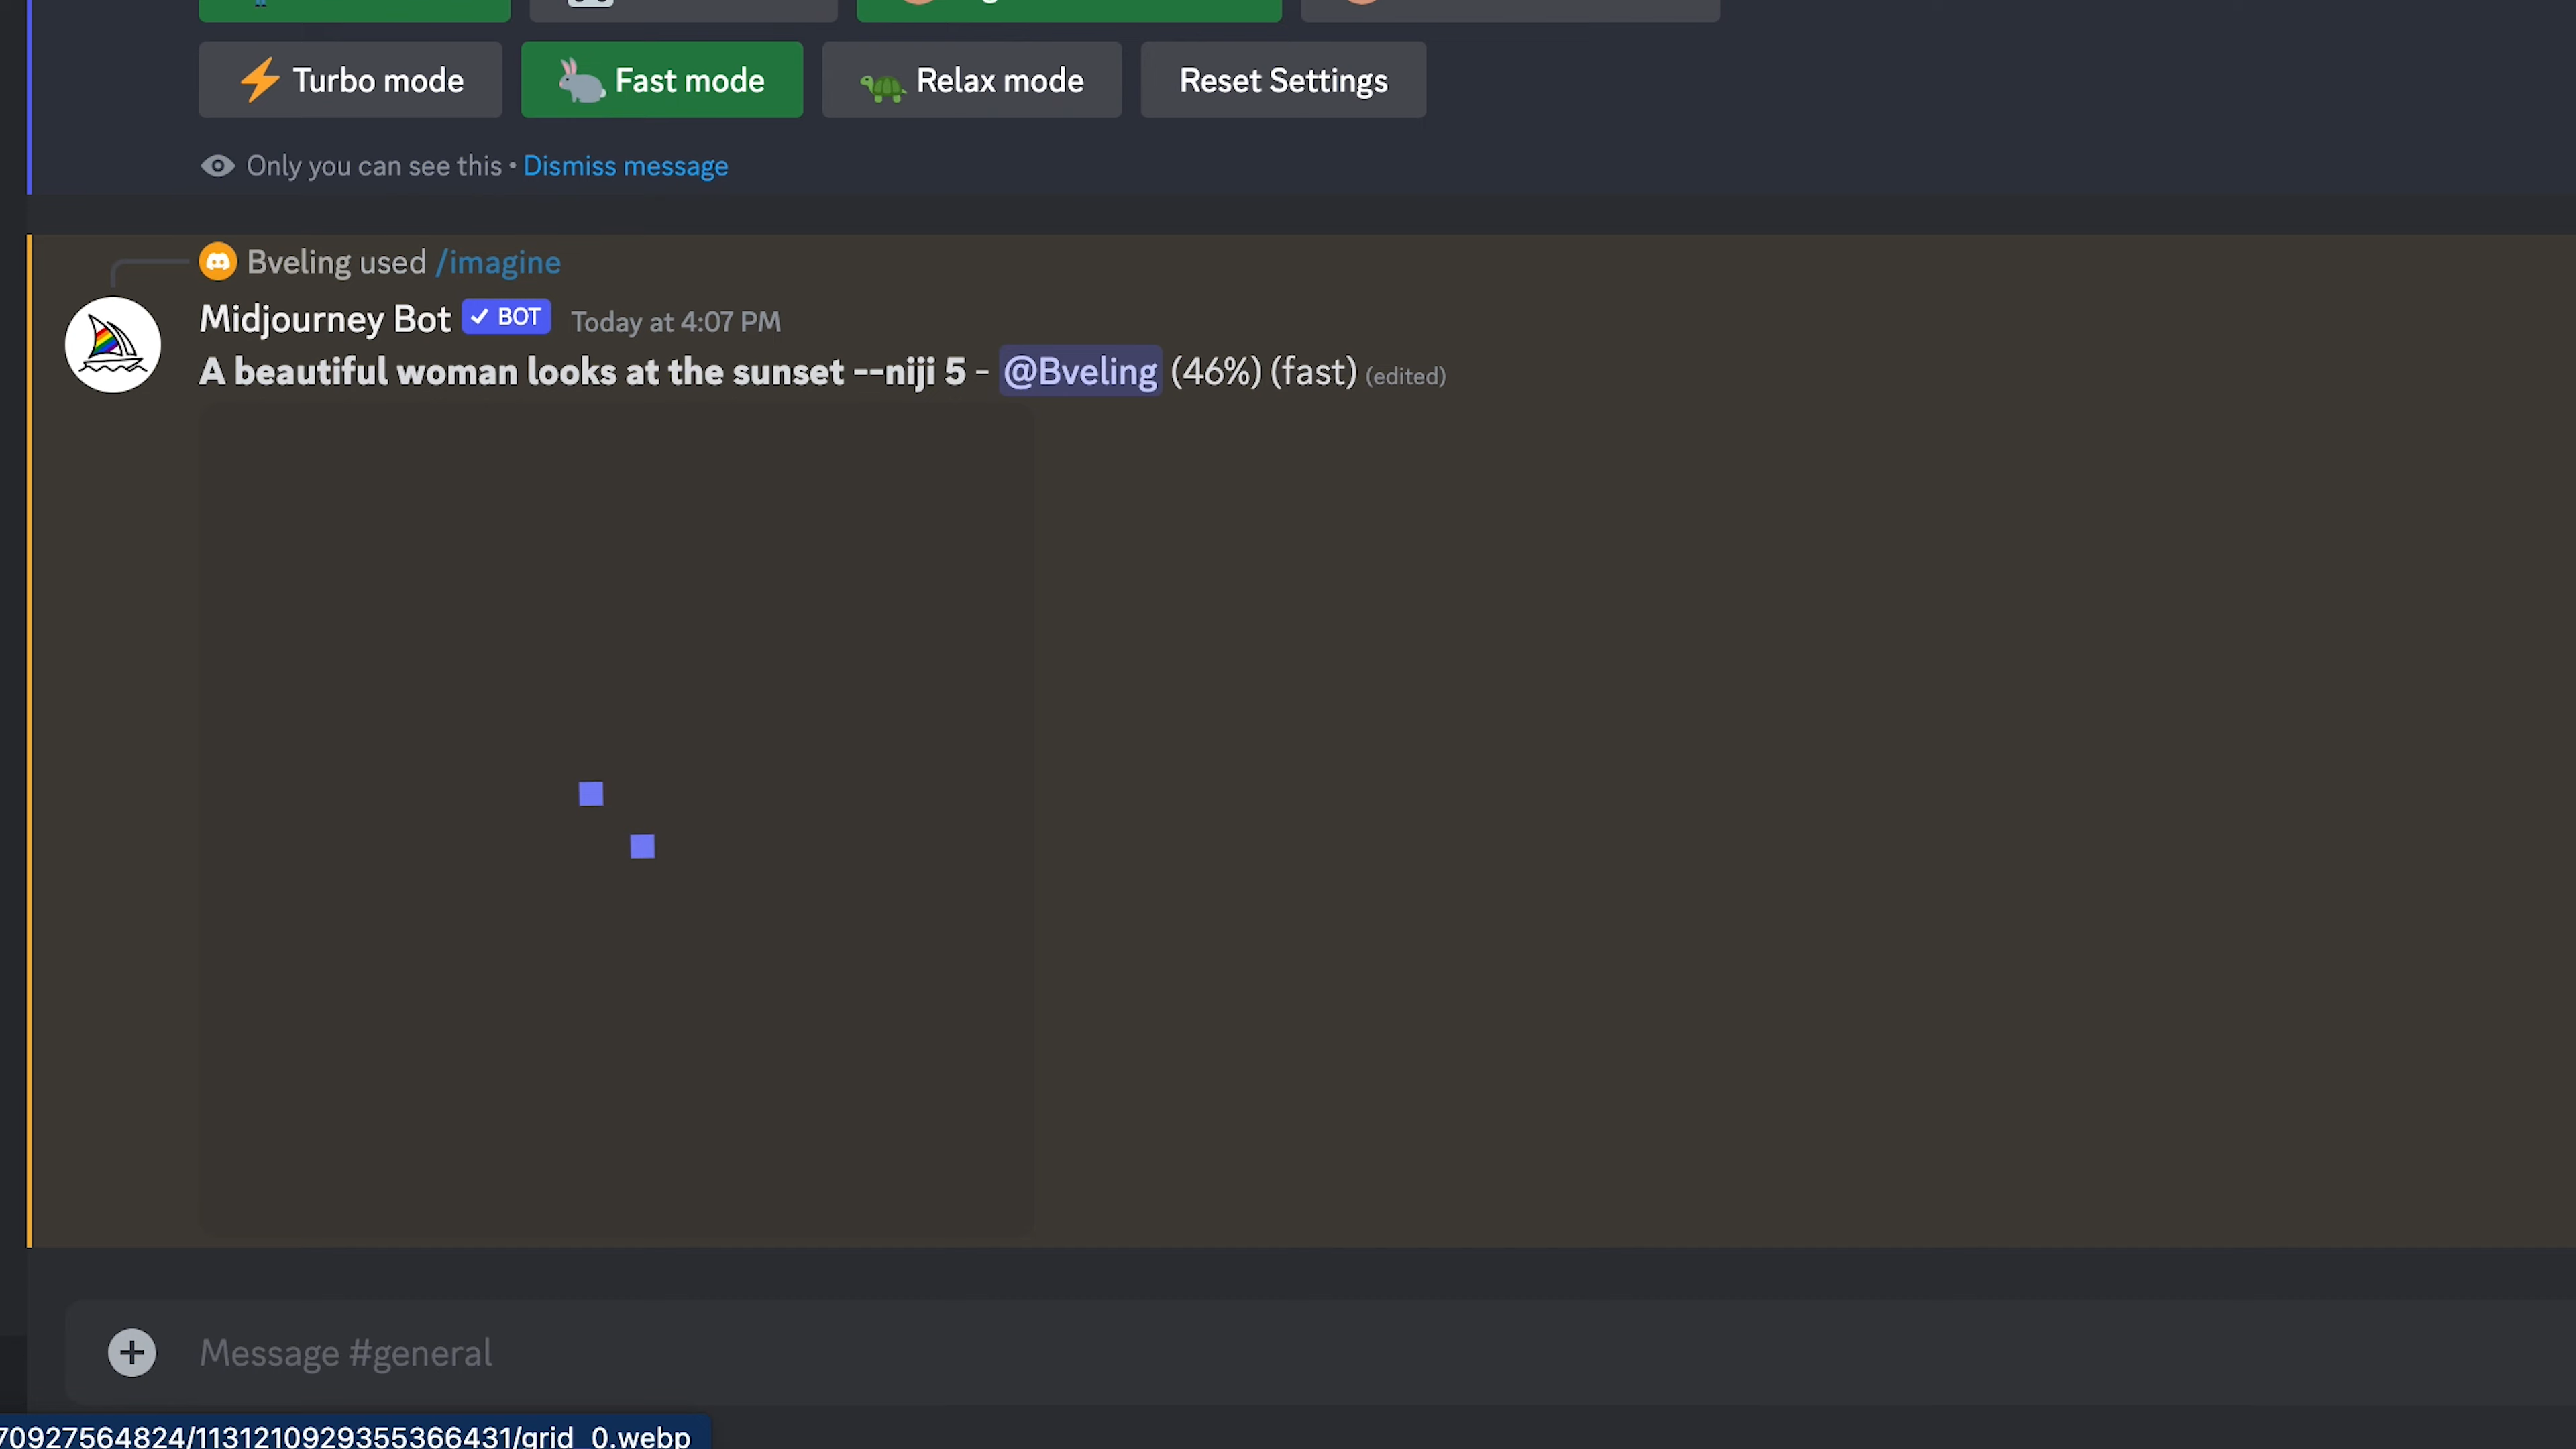 Turbo mode
Fast mode
Relax mode
Reset Settings
Only you can see this • Dismiss message
Bveling used /imagine
Midjourney Bot ✓ BOT Today at 4:07 PM
A beautiful woman looks at the sunset --niji 5 - @Bveling (46%) (fast) (edited)
Message #general
70927564824/1131210929355366431/grid_0.webp